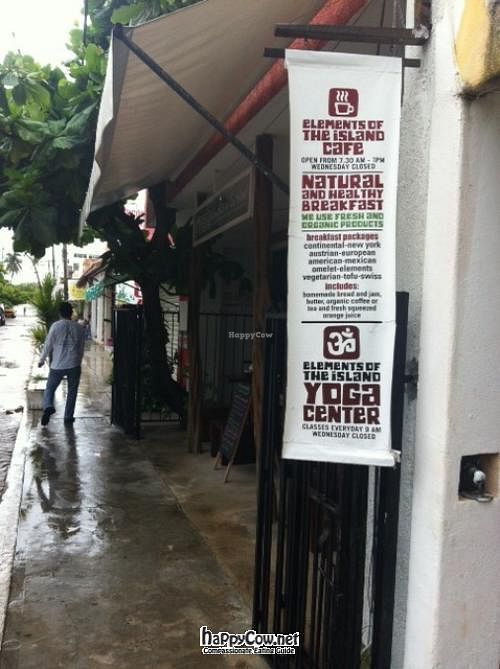 ELEMENTS OF
THE ISLAND
CAFE
OPEN FROM 7.30 AM - 1PM
WEDNESDAY CLOSED
NATURAL
AND HEALTHY
BREAKFAST
WE USE FRESH AND
ORGANIC PRODUCTS
breakfast packages
continental-new york
austrian-european
american-mexican
omelet-elements
vegetarian-tofu-swiss
includes:
homemade bread and jam,
butter, organic coffee or
tea and fresh squeezed
orange juice
ॐ
ELEMENTS OF
THE ISLAND
YOGA
CENTER
CLASSES EVERYDAY 9 AM
WEDNESDAY CLOSED
HappyCow
happyCow.net
Compassionate Eating Guide